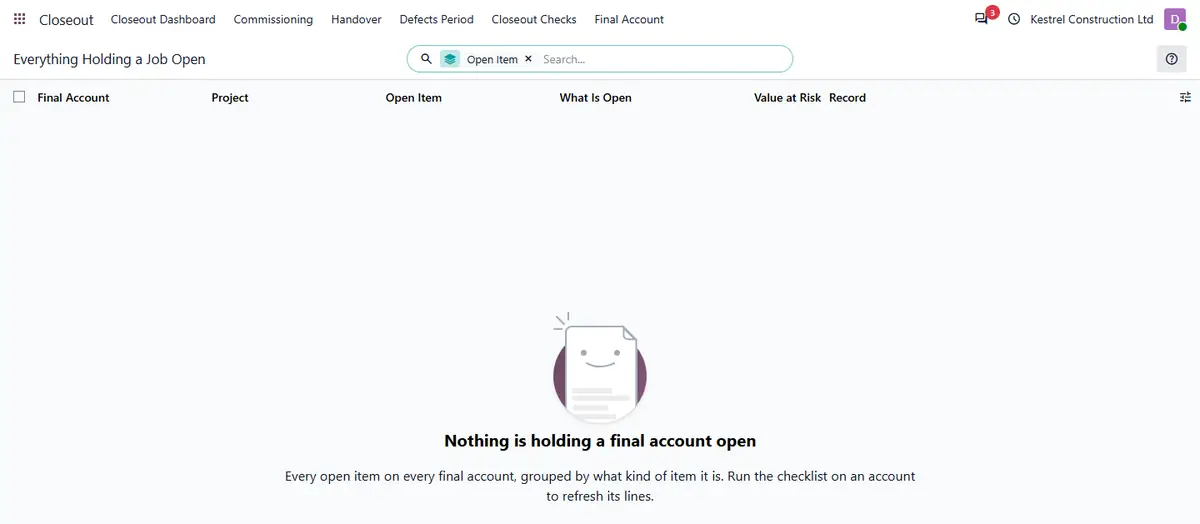 Closeout Closeout Dashboard Commissioning Handover Defects Period Closeout Checks Final Account 3 Kestrel Construction Ltd D
Everything Holding a Job Open Open Item × Search...
Final Account Project Open Item What Is Open Value at Risk Record
Nothing is holding a final account open
Every open item on every final account, grouped by what kind of item it is. Run the checklist on an account
to refresh its lines.